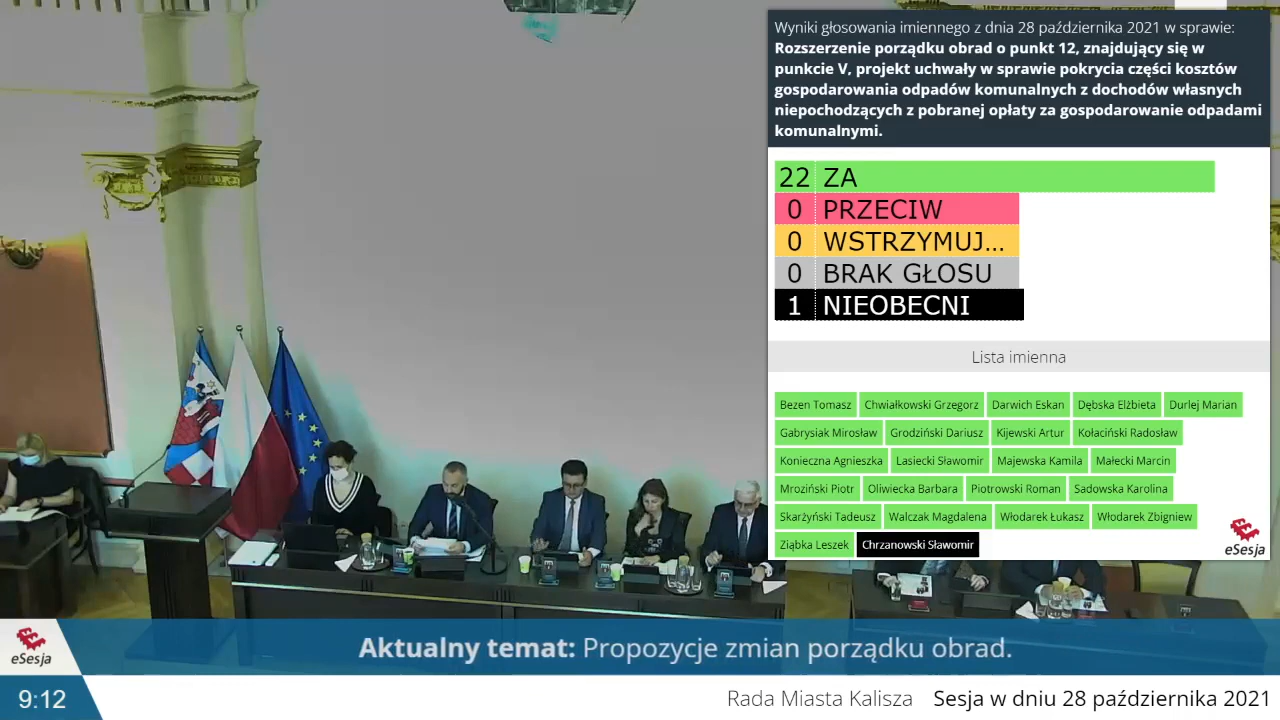 Wyniki głosowania imiennego z dnia 28 października 2021 w sprawie:
Rozszerzenie porządku obrad o punkt 12, znajdujący się w
punkcie V, projekt uchwały w sprawie pokrycia części kosztów
gospodarowania odpadów komunalnych z dochodów własnych
niepochodzących z pobranej opłaty za gospodarowanie odpadami
komunalnymi.
22 ZA
0 PRZECIW
0 WSTRZYMUJ...
0 BRAK GŁOSU
1 NIEOBECNI
Lista imienna
Bezen Tomasz Chwiałkowski Grzegorz Darwich Eskan Dębska Elżbieta Durlej Marian
Gabrysiak Mirosław Grodziński Dariusz Kijewski Artur Kołaciński Radosław
Konieczna Agnieszka Lasiecki Sławomir Majewska Kamila Małecki Marcin
Mroziński Piotr Oliwiecka Barbara Piotrowski Roman Sadowska Karolina
Skarżyński Tadeusz Walczak Magdalena Włodarek Łukasz Włodarek Zbigniew
Ziąbka Leszek Chrzanowski Sławomir
eSesja
Aktualny temat: Propozycje zmian porządku obrad.
eSesja
9:12
Rada Miasta Kalisza Sesja w dniu 28 października 2021